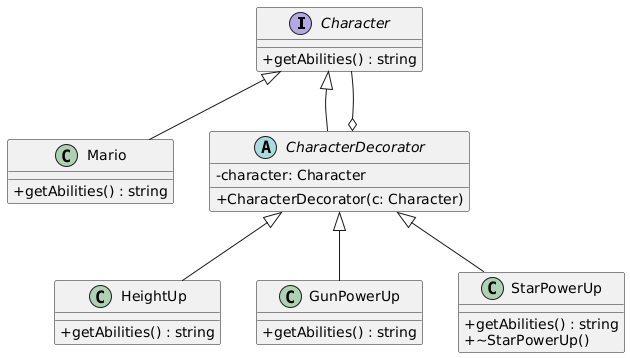 I Character
+getAbilities() : string
C Mario
+getAbilities() : string
A CharacterDecorator
-character: Character
+CharacterDecorator(c: Character)
C HeightUp
+getAbilities() : string
C GunPowerUp
+getAbilities() : string
C StarPowerUp
+getAbilities() : string
+~StarPowerUp()